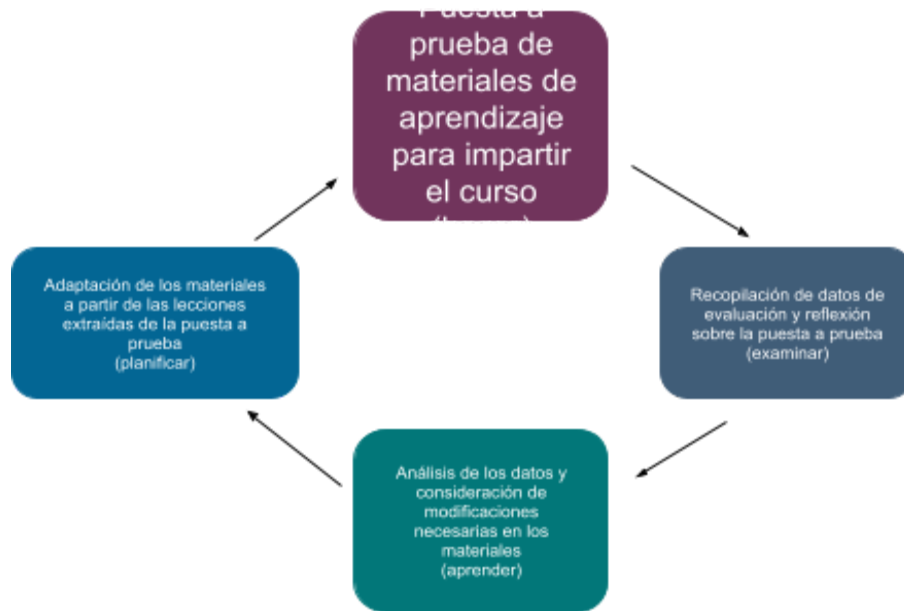 Puesta a
prueba de
materiales de
aprendizaje
para impartir
el curso
Adaptación de los materiales
a partir de las lecciones
extraídas de la puesta a
prueba
(planificar)
Recopilación de datos de
evaluación y reflexión
sobre la puesta a prueba
(examinar)
Análisis de los datos y
consideración de
modificaciones
necesarias en los
materiales
(aprender)